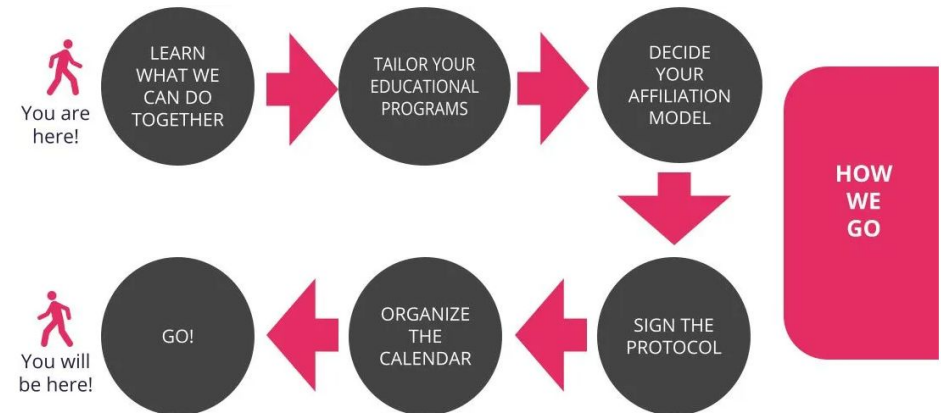 You are
here!
LEARN
WHAT WE
CAN DO
TOGETHER
TAILOR YOUR
EDUCATIONAL
PROGRAMS
DECIDE
YOUR
AFFILIATION
MODEL
HOW
WE
GO
SIGN THE
PROTOCOL
ORGANIZE
THE
CALENDAR
GO!
You will
be here!